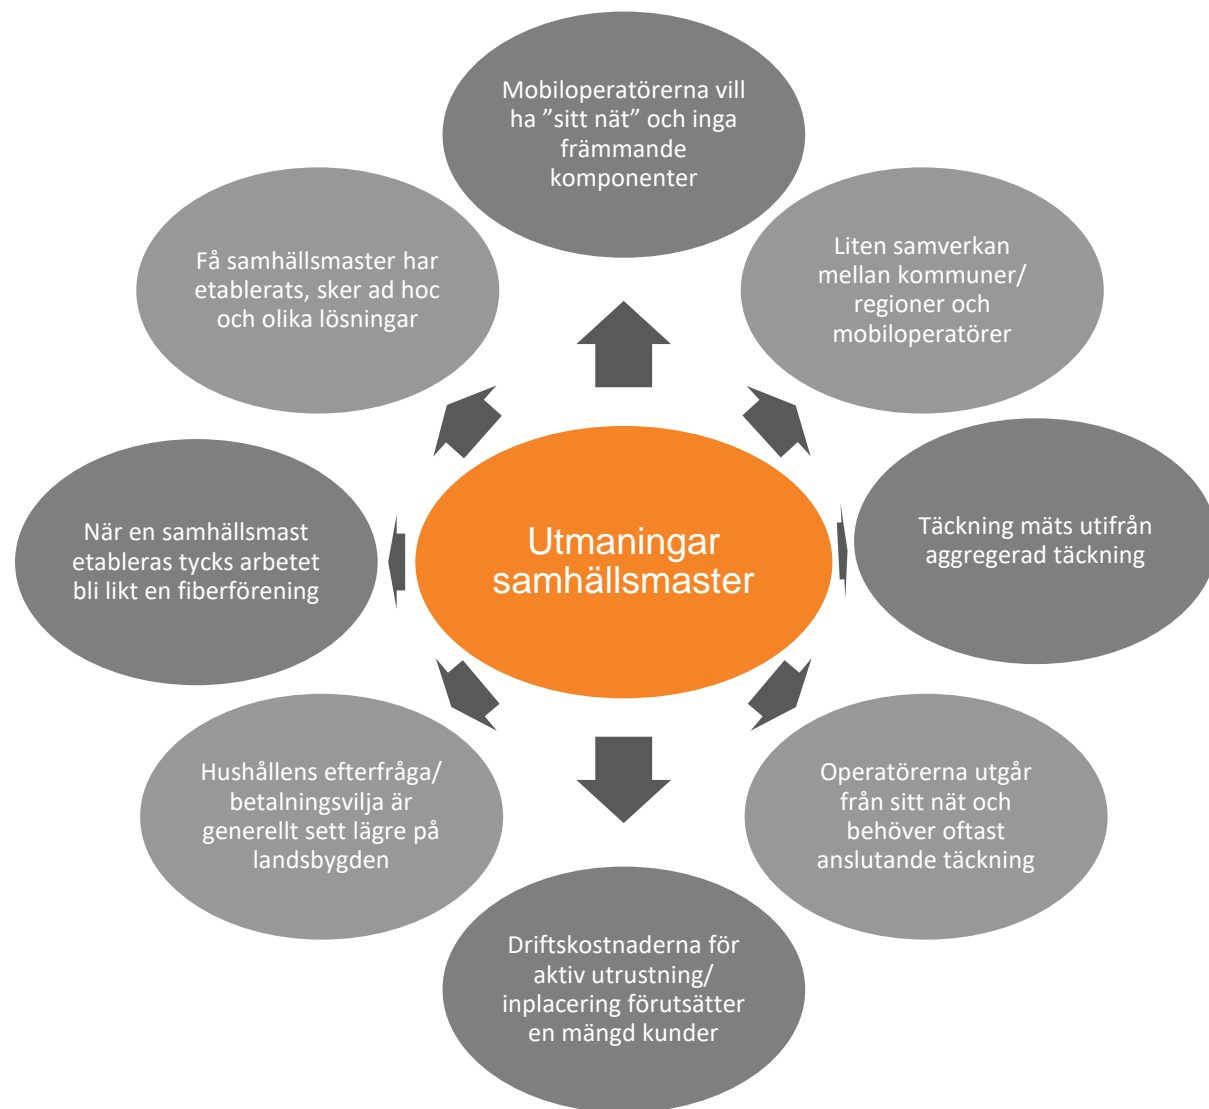 Mobiloperatörerna vill
ha ”sitt nät” och inga
främmande
komponenter
Liten samverkan
mellan kommuner/
regioner och
mobiloperatörer
Täckning mäts utifrån
aggregerad täckning
Operatörerna utgår
från sitt nät och
behöver oftast
anslutande täckning
Driftskostnaderna för
aktiv utrustning/
inplacering förutsätter
en mängd kunder
Hushållens efterfråga/
betalningsvilja är
generellt sett lägre på
landsbygden
När en samhällsmast
etableras tycks arbetet
bli likt en fiberförening
Få samhällsmaster har
etablerats, sker ad hoc
och olika lösningar
Utmaningar
samhällsmaster